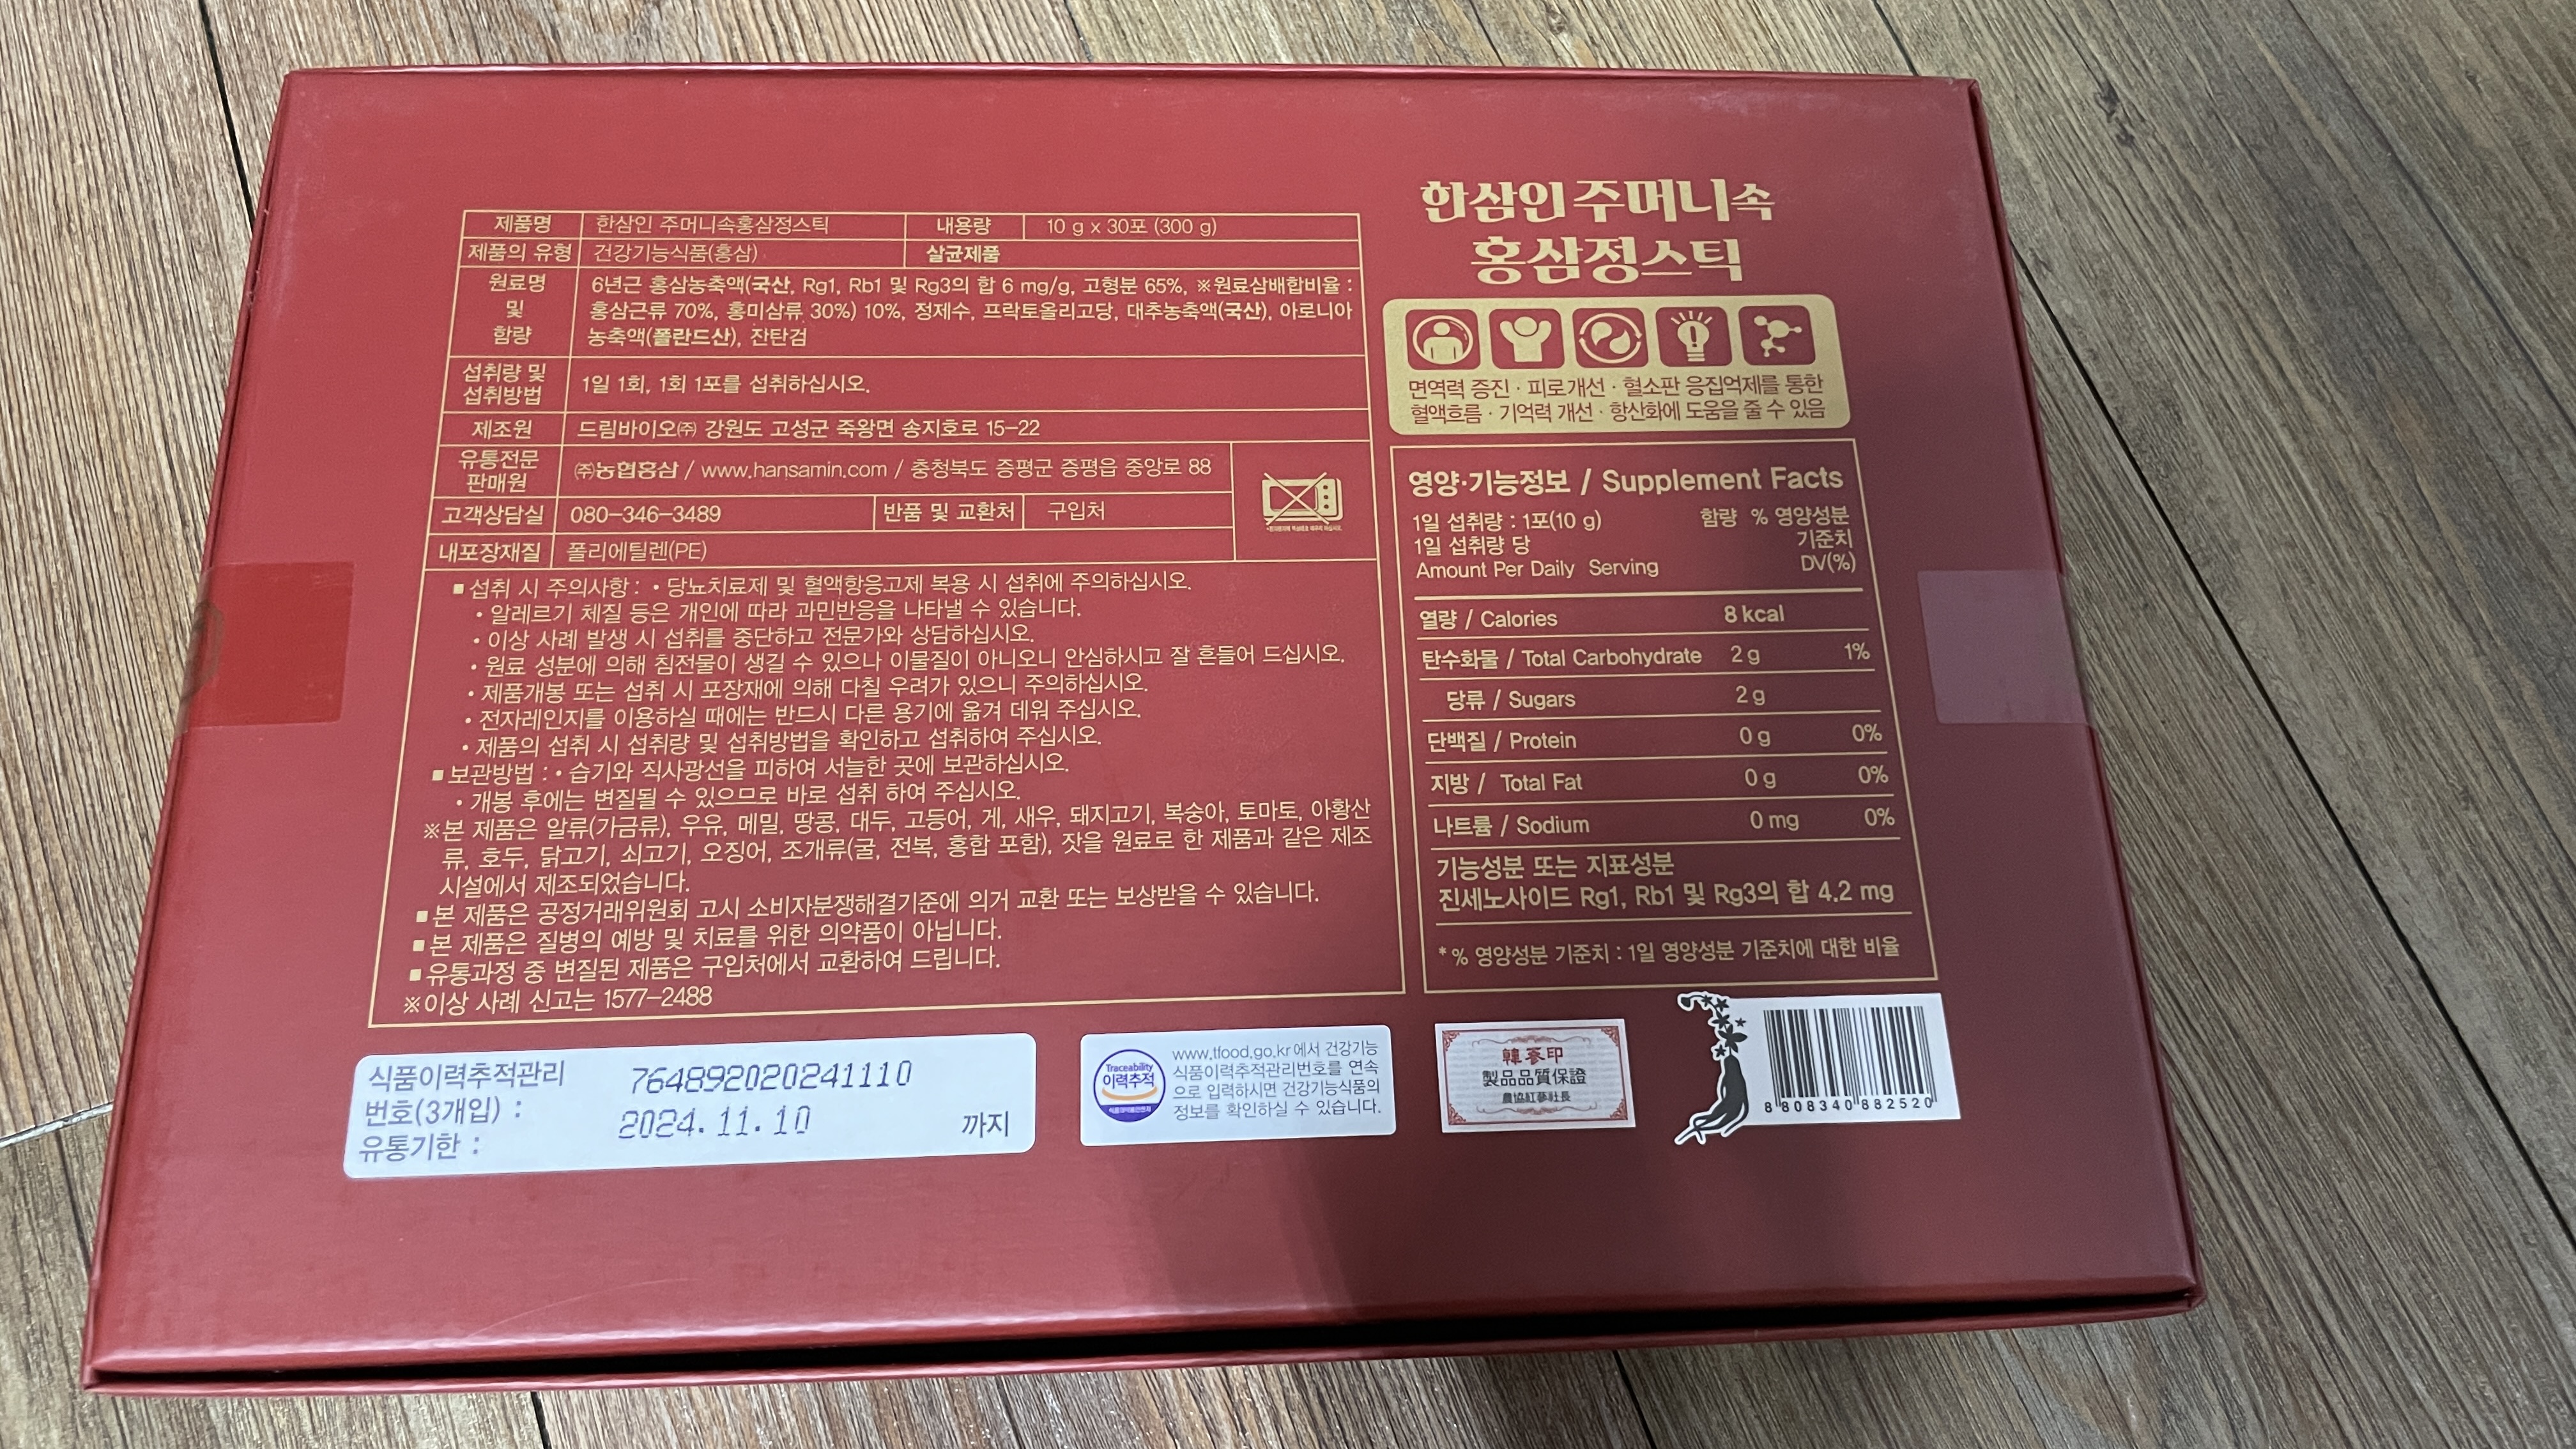 제품명 한삼인 주머니속홍삼정스틱 내용량 10 g x 30포 (300 g)
제품의 유형 건강기능식품(홍삼) 살균제품
원료명 및 함량
6년근 홍삼농축액(국산, Rg1, Rb1 및 Rg3의 합 6 mg/g, 고형분 65%, ※원료삼배합비율 :
홍삼근류 70%, 홍미삼류 30%) 10%, 정제수, 프락토올리고당, 대추농축액(국산), 아로니아
농축액(폴란드산), 잔탄검
섭취량 및 섭취방법 1일 1회, 1회 1포를 섭취하십시오.
제조원 드림바이오㈜ 강원도 고성군 죽왕면 송지호로 15-22
유통전문 판매원 ㈜농협홍삼 / www.hansamin.com / 충청북도 증평군 증평읍 중앙로 88
고객상담실 080-346-3489 반품 및 교환처 구입처
내포장재질 폴리에틸렌(PE)
■ 섭취 시 주의사항 : • 당뇨치료제 및 혈액항응고제 복용 시 섭취에 주의하십시오.
• 알레르기 체질 등은 개인에 따라 과민반응을 나타낼 수 있습니다.
• 이상 사례 발생 시 섭취를 중단하고 전문가와 상담하십시오.
• 원료 성분에 의해 침전물이 생길 수 있으나 이물질이 아니오니 안심하시고 잘 흔들어 드십시오.
• 제품개봉 또는 섭취 시 포장재에 의해 다칠 우려가 있으니 주의하십시오.
• 전자레인지를 이용하실 때에는 반드시 다른 용기에 옮겨 데워 주십시오.
• 제품의 섭취 시 섭취량 및 섭취방법을 확인하고 섭취하여 주십시오.
■ 보관방법 : • 습기와 직사광선을 피하여 서늘한 곳에 보관하십시오.
• 개봉 후에는 변질될 수 있으므로 바로 섭취 하여 주십시오.
※본 제품은 알류(가금류), 우유, 메밀, 땅콩, 대두, 고등어, 게, 새우, 돼지고기, 복숭아, 토마토, 아황산
류, 호두, 닭고기, 쇠고기, 오징어, 조개류(굴, 전복, 홍합 포함), 잣을 원료로 한 제품과 같은 제조
시설에서 제조되었습니다.
■ 본 제품은 공정거래위원회 고시 소비자분쟁해결기준에 의거 교환 또는 보상받을 수 있습니다.
■ 본 제품은 질병의 예방 및 치료를 위한 의약품이 아닙니다.
■ 유통과정 중 변질된 제품은 구입처에서 교환하여 드립니다.
※이상 사례 신고는 1577-2488
한삼인 주머니속
홍삼정스틱
면역력 증진 · 피로개선 · 혈소판 응집억제를 통한
혈액흐름 · 기억력 개선 · 항산화에 도움을 줄 수 있음
영양·기능정보 / Supplement Facts
1일 섭취량 : 1포(10 g) 함량 % 영양성분
1일 섭취량 당 기준치
Amount Per Daily Serving DV(%)
열량 / Calories 8 kcal
탄수화물 / Total Carbohydrate 2 g 1%
당류 / Sugars 2 g
단백질 / Protein 0 g 0%
지방 / Total Fat 0 g 0%
나트륨 / Sodium 0 mg 0%
기능성분 또는 지표성분
진세노사이드 Rg1, Rb1 및 Rg3의 합 4.2 mg
* % 영양성분 기준치 : 1일 영양성분 기준치에 대한 비율
식품이력추적관리 764892020241110
번호(3개입) : 2024. 11. 10 까지
유통기한 :
Traceability
이력추적
www.tfood.go.kr에서 건강기능
식품이력추적관리번호를 연속
으로 입력하시면 건강기능식품의
정보를 확인하실 수 있습니다.
韓蔘印
製品品質保證
農協紅蔘社長
8 808340 882520